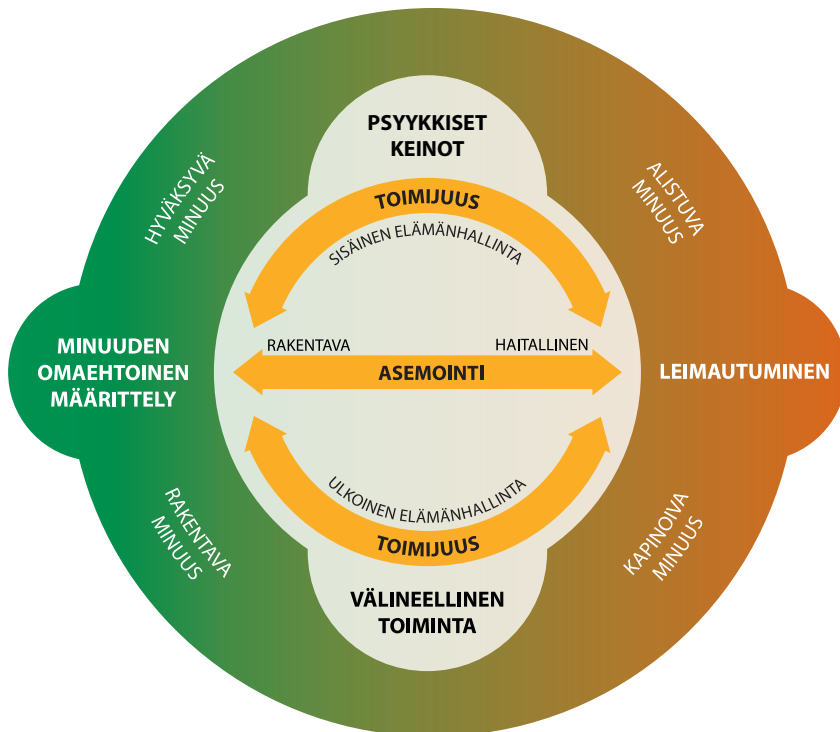 PSYYKKISET
KEINOT
HYVÄKSYVÄ
MINUUS
ALISTUVA
MINUUS
TOIMIJUUS
SISÄINEN ELÄMÄNHALLINTA
RAKENTAVA
HAITALLINEN
MINUUDEN
OMAEHTOINEN
MÄÄRITTELY
ASEMOINTI
LEIMAUTUMINEN
ULKOINEN ELÄMÄNHALLINTA
TOIMIJUUS
RAKENTAVA
MINUUS
KAPINOIVA
MINUUS
VÄLINEELLINEN
TOIMINTA